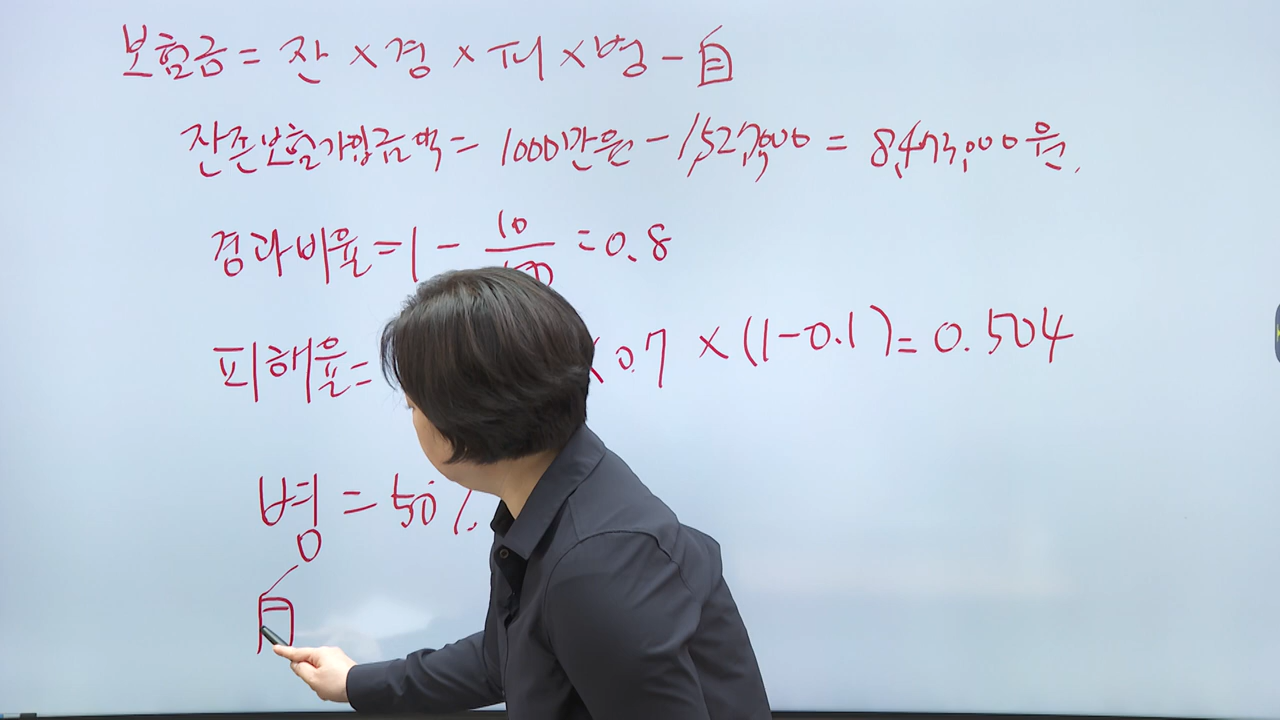 보험금 = 잔 × 경 × 피 × 병 - 自
잔존보험가입금액 = 1000만원 - 1,527,000 = 8,473,000원.
경과비율 = 1 - 10 = 0.8
피해율 = × 0.7 × (1-0.1) = 0.504
병 = 50%
自